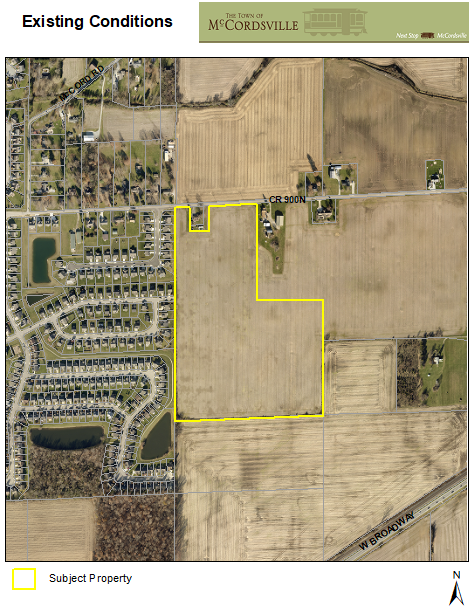 Existing Conditions
THE TOWN OF
MCCORDSVILLE
Next Stop McCordsville
MCCORD RD
CR 900N
W BROADWAY
Subject Property
N